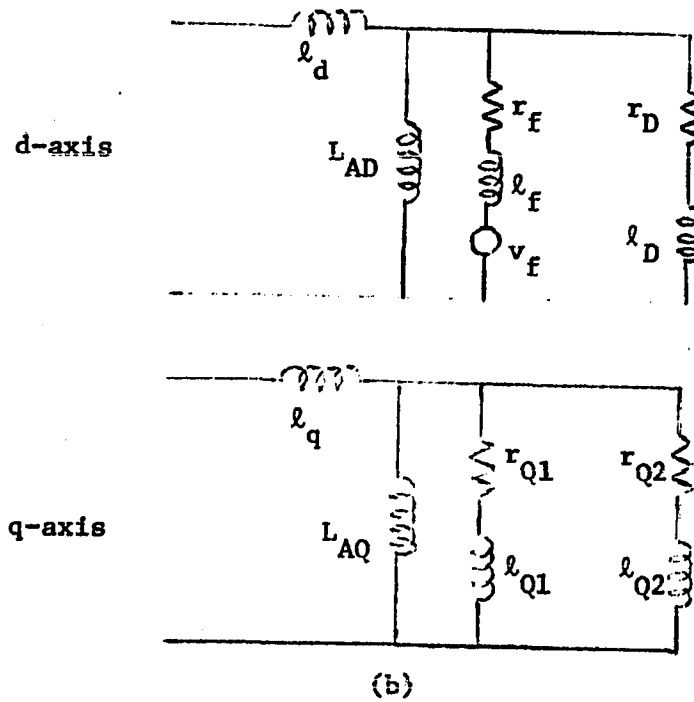 ℓd
rf
rD
d-axis
LAD
ℓf
ℓD
vf
ℓq
rQ1
rQ2
q-axis
LAQ
ℓQ1
ℓQ2
(b)